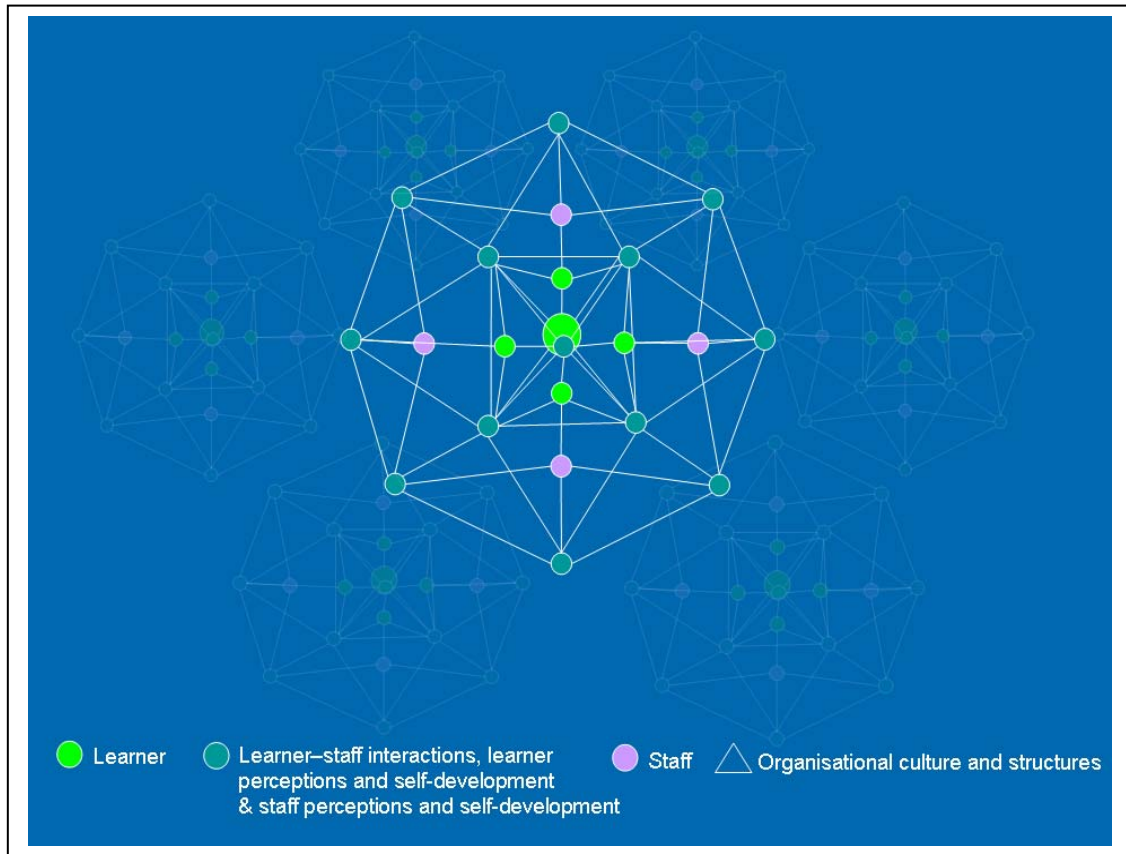 Learner
Learner–staff interactions, learner
perceptions and self-development
& staff perceptions and self-development
Staff
Organisational culture and structures